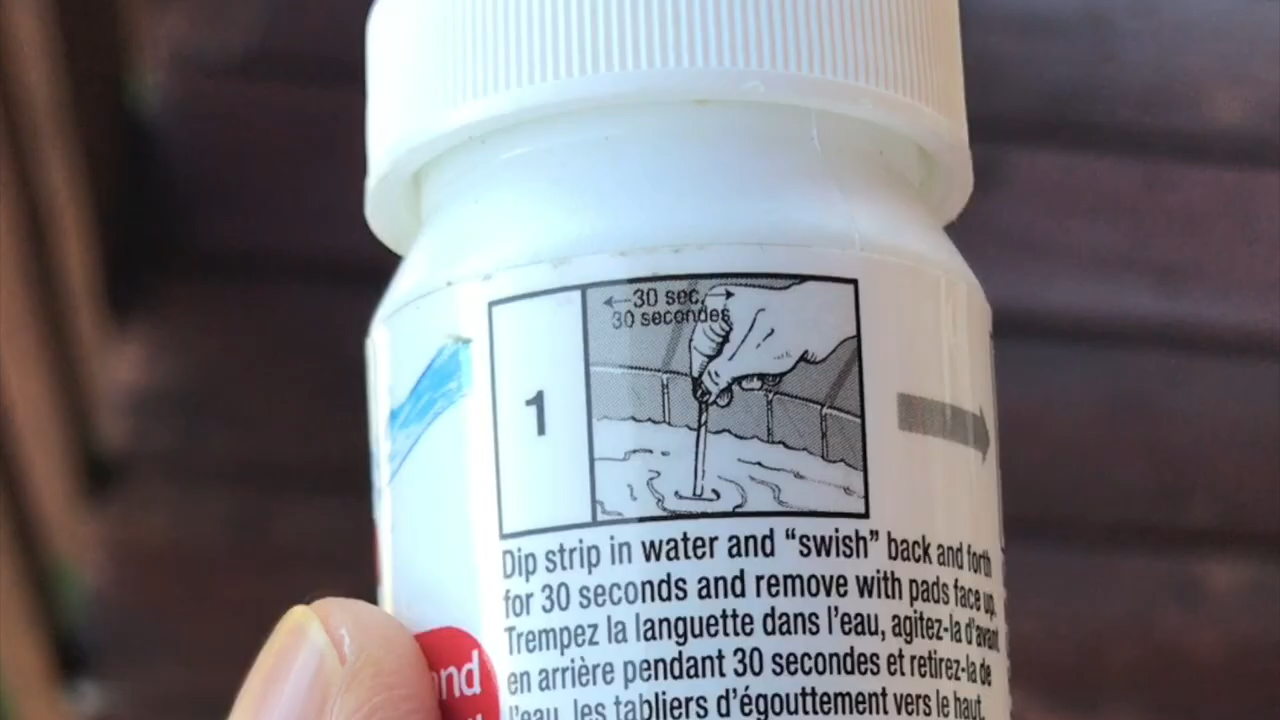 ←30 sec.→
30 secondes
1
Dip strip in water and “swish” back and forth
for 30 seconds and remove with pads face up.
Trempez la languette dans l’eau, agitez-la d’avant
en arrière pendant 30 secondes et retirez-la de
l’eau, les tabliers d’égouttement vers le haut.
nd